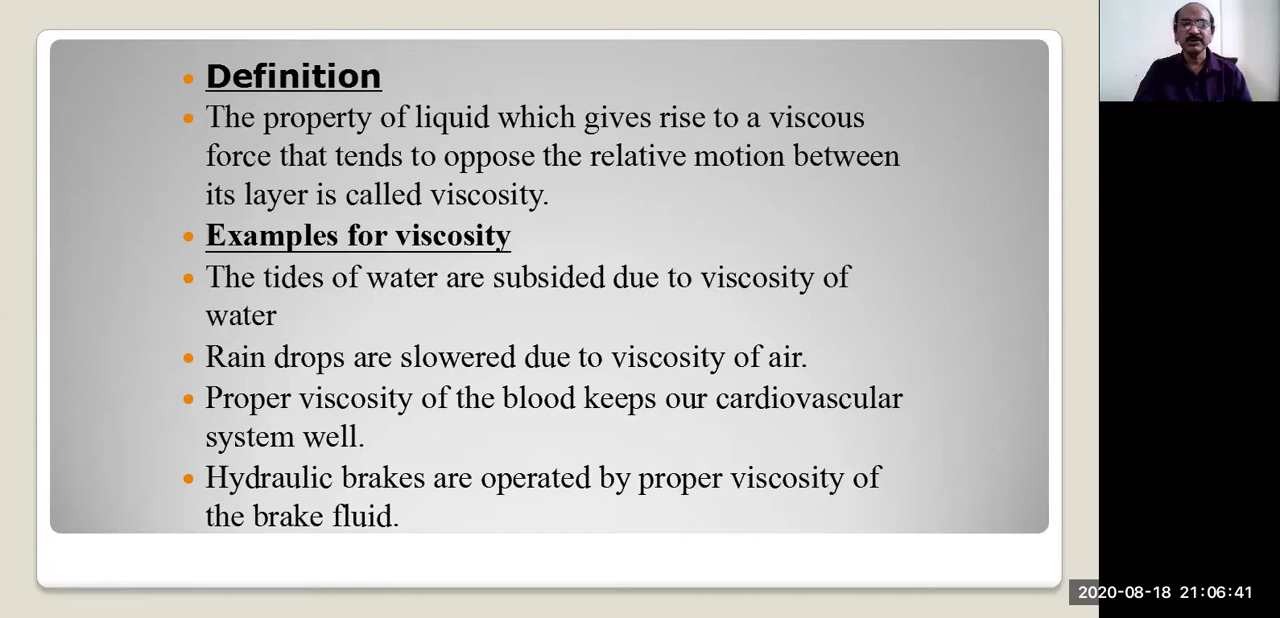 Definition
The property of liquid which gives rise to a viscous
force that tends to oppose the relative motion between
its layer is called viscosity.
Examples for viscosity
The tides of water are subsided due to viscosity of
water
Rain drops are slowered due to viscosity of air.
Proper viscosity of the blood keeps our cardiovascular
system well.
Hydraulic brakes are operated by proper viscosity of
the brake fluid.
2020-08-18 21:06:41